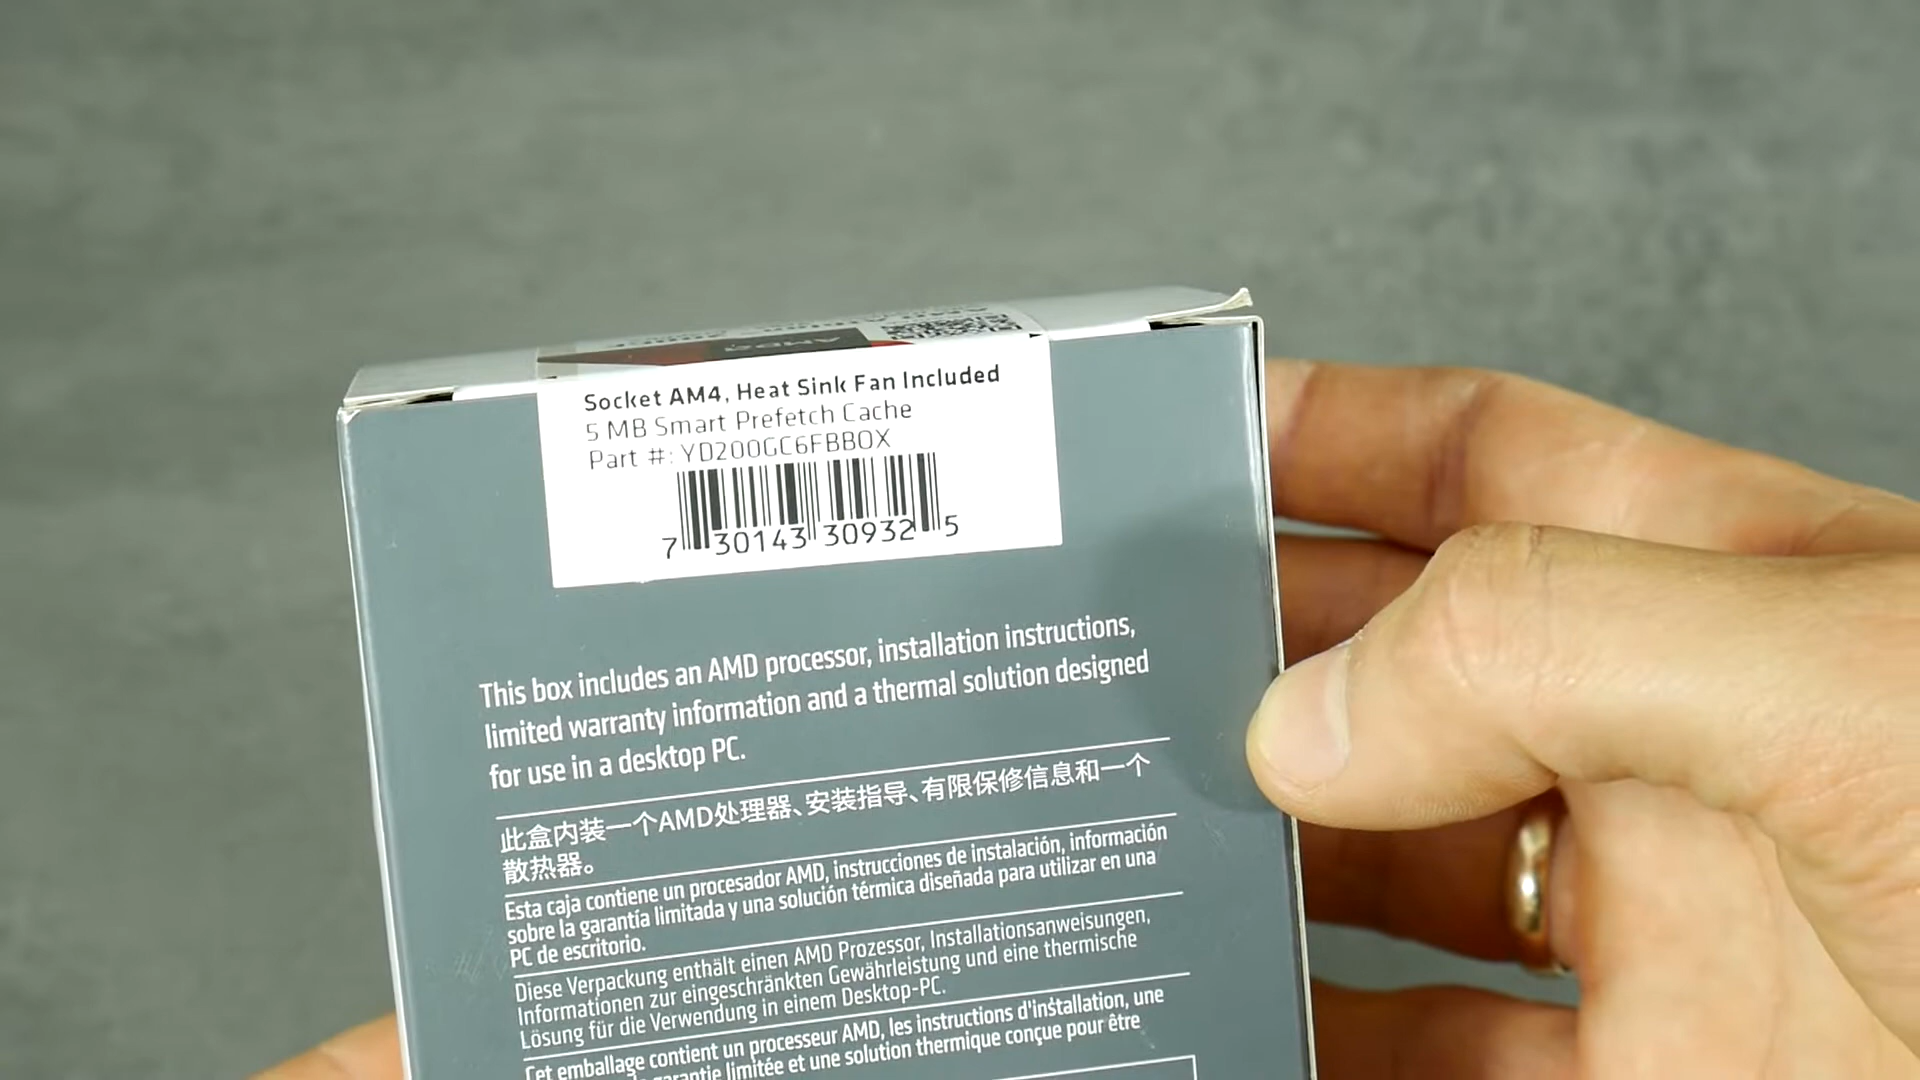 AMD
Socket AM4, Heat Sink Fan Included
5 MB Smart Prefetch Cache
Part #: YD200GC6FBBOX
7 30143 30932 5
This box includes an AMD processor, installation instructions,
limited warranty information and a thermal solution designed
for use in a desktop PC.
此盒内装一个AMD处理器、安装指导、有限保修信息和一个
散热器。
Esta caja contiene un procesador AMD, instrucciones de instalación, información
sobre la garantía limitada y una solución térmica diseñada para utilizar en una
PC de escritorio.
Diese Verpackung enthält einen AMD Prozessor, Installationsanweisungen,
Informationen zur eingeschränkten Gewährleistung und eine thermische
Lösung für die Verwendung in einem Desktop-PC.
Cet emballage contient un processeur AMD, les instructions d'installation, une
garantie limitée et une solution thermique conçue pour être